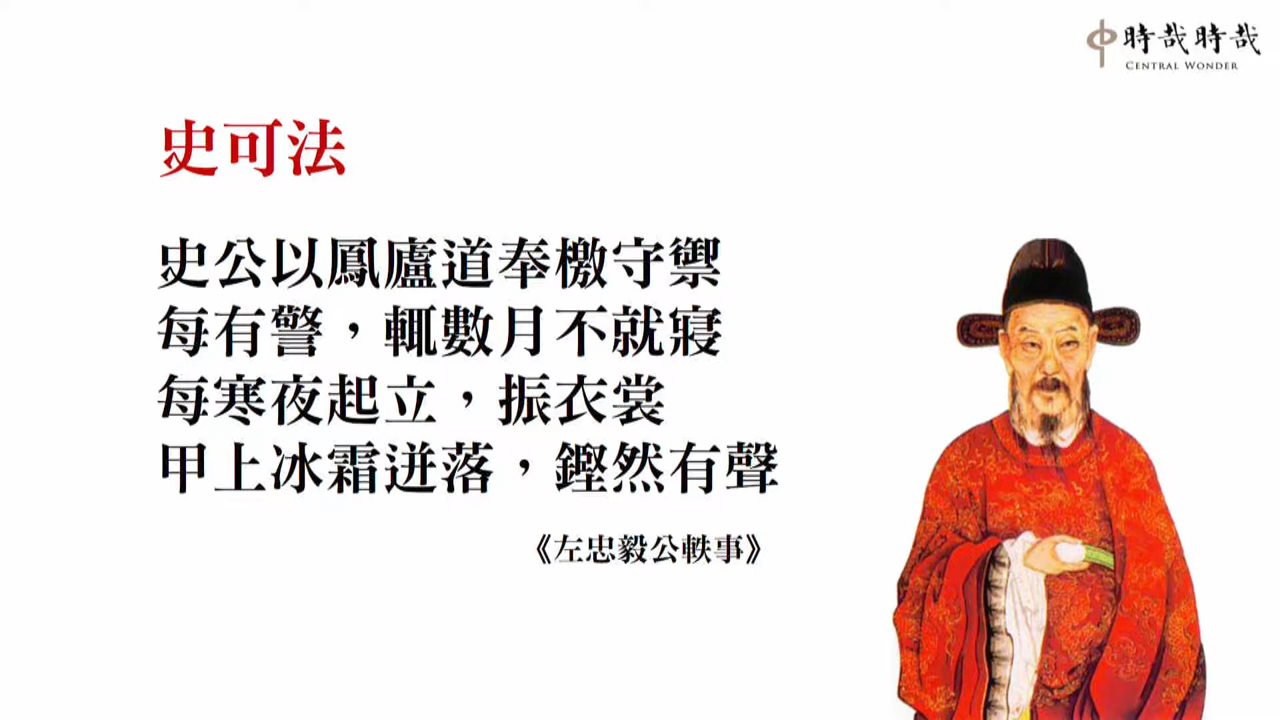 時哉時哉
CENTRAL WONDER
史可法
史公以鳳廬道奉檄守禦
每有警，輒數月不就寢
每寒夜起立，振衣裳
甲上冰霜迸落，鏗然有聲
《左忠毅公軼事》